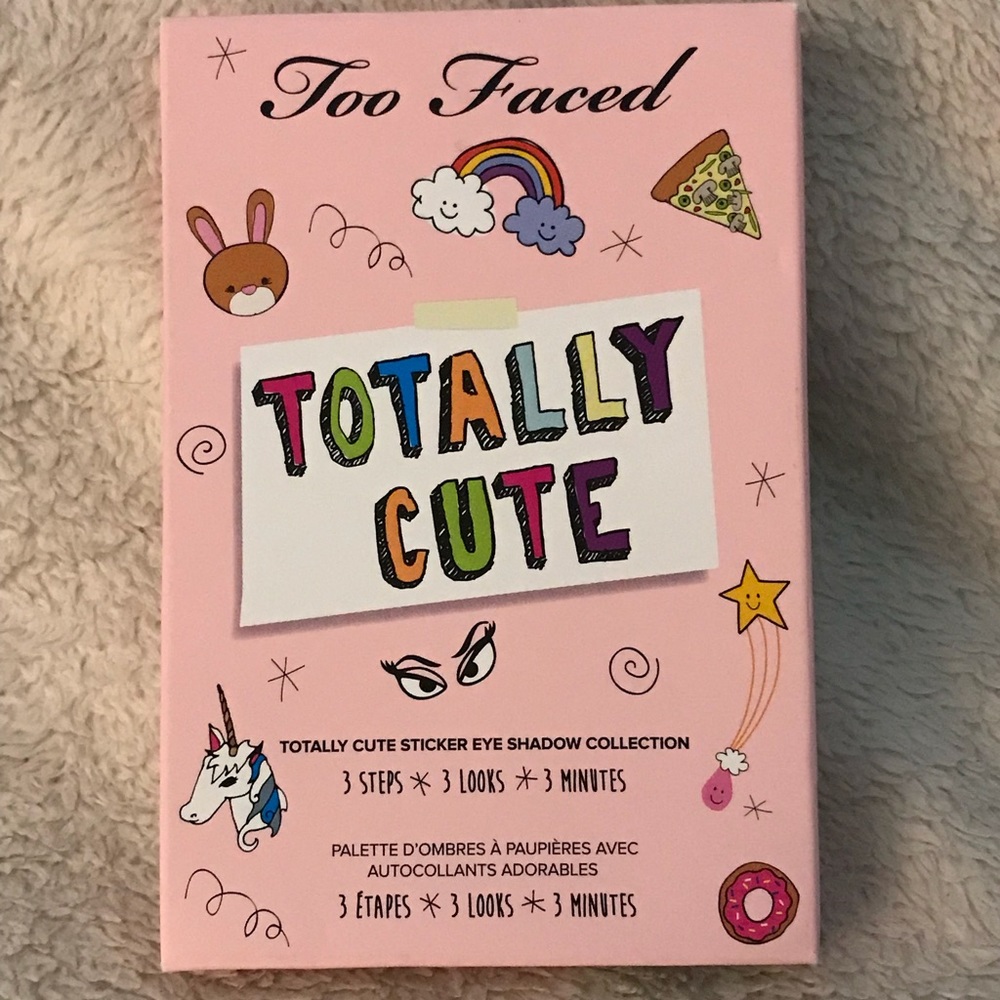 Too Faced
TOTALLY
CUTE
TOTALLY CUTE STICKER EYE SHADOW COLLECTION
3 STEPS * 3 LOOKS * 3 MINUTES
PALETTE D'OMBRES À PAUPIÈRES AVEC
AUTOCOLLANTS ADORABLES
3 ÉTAPES * 3 LOOKS * 3 MINUTES